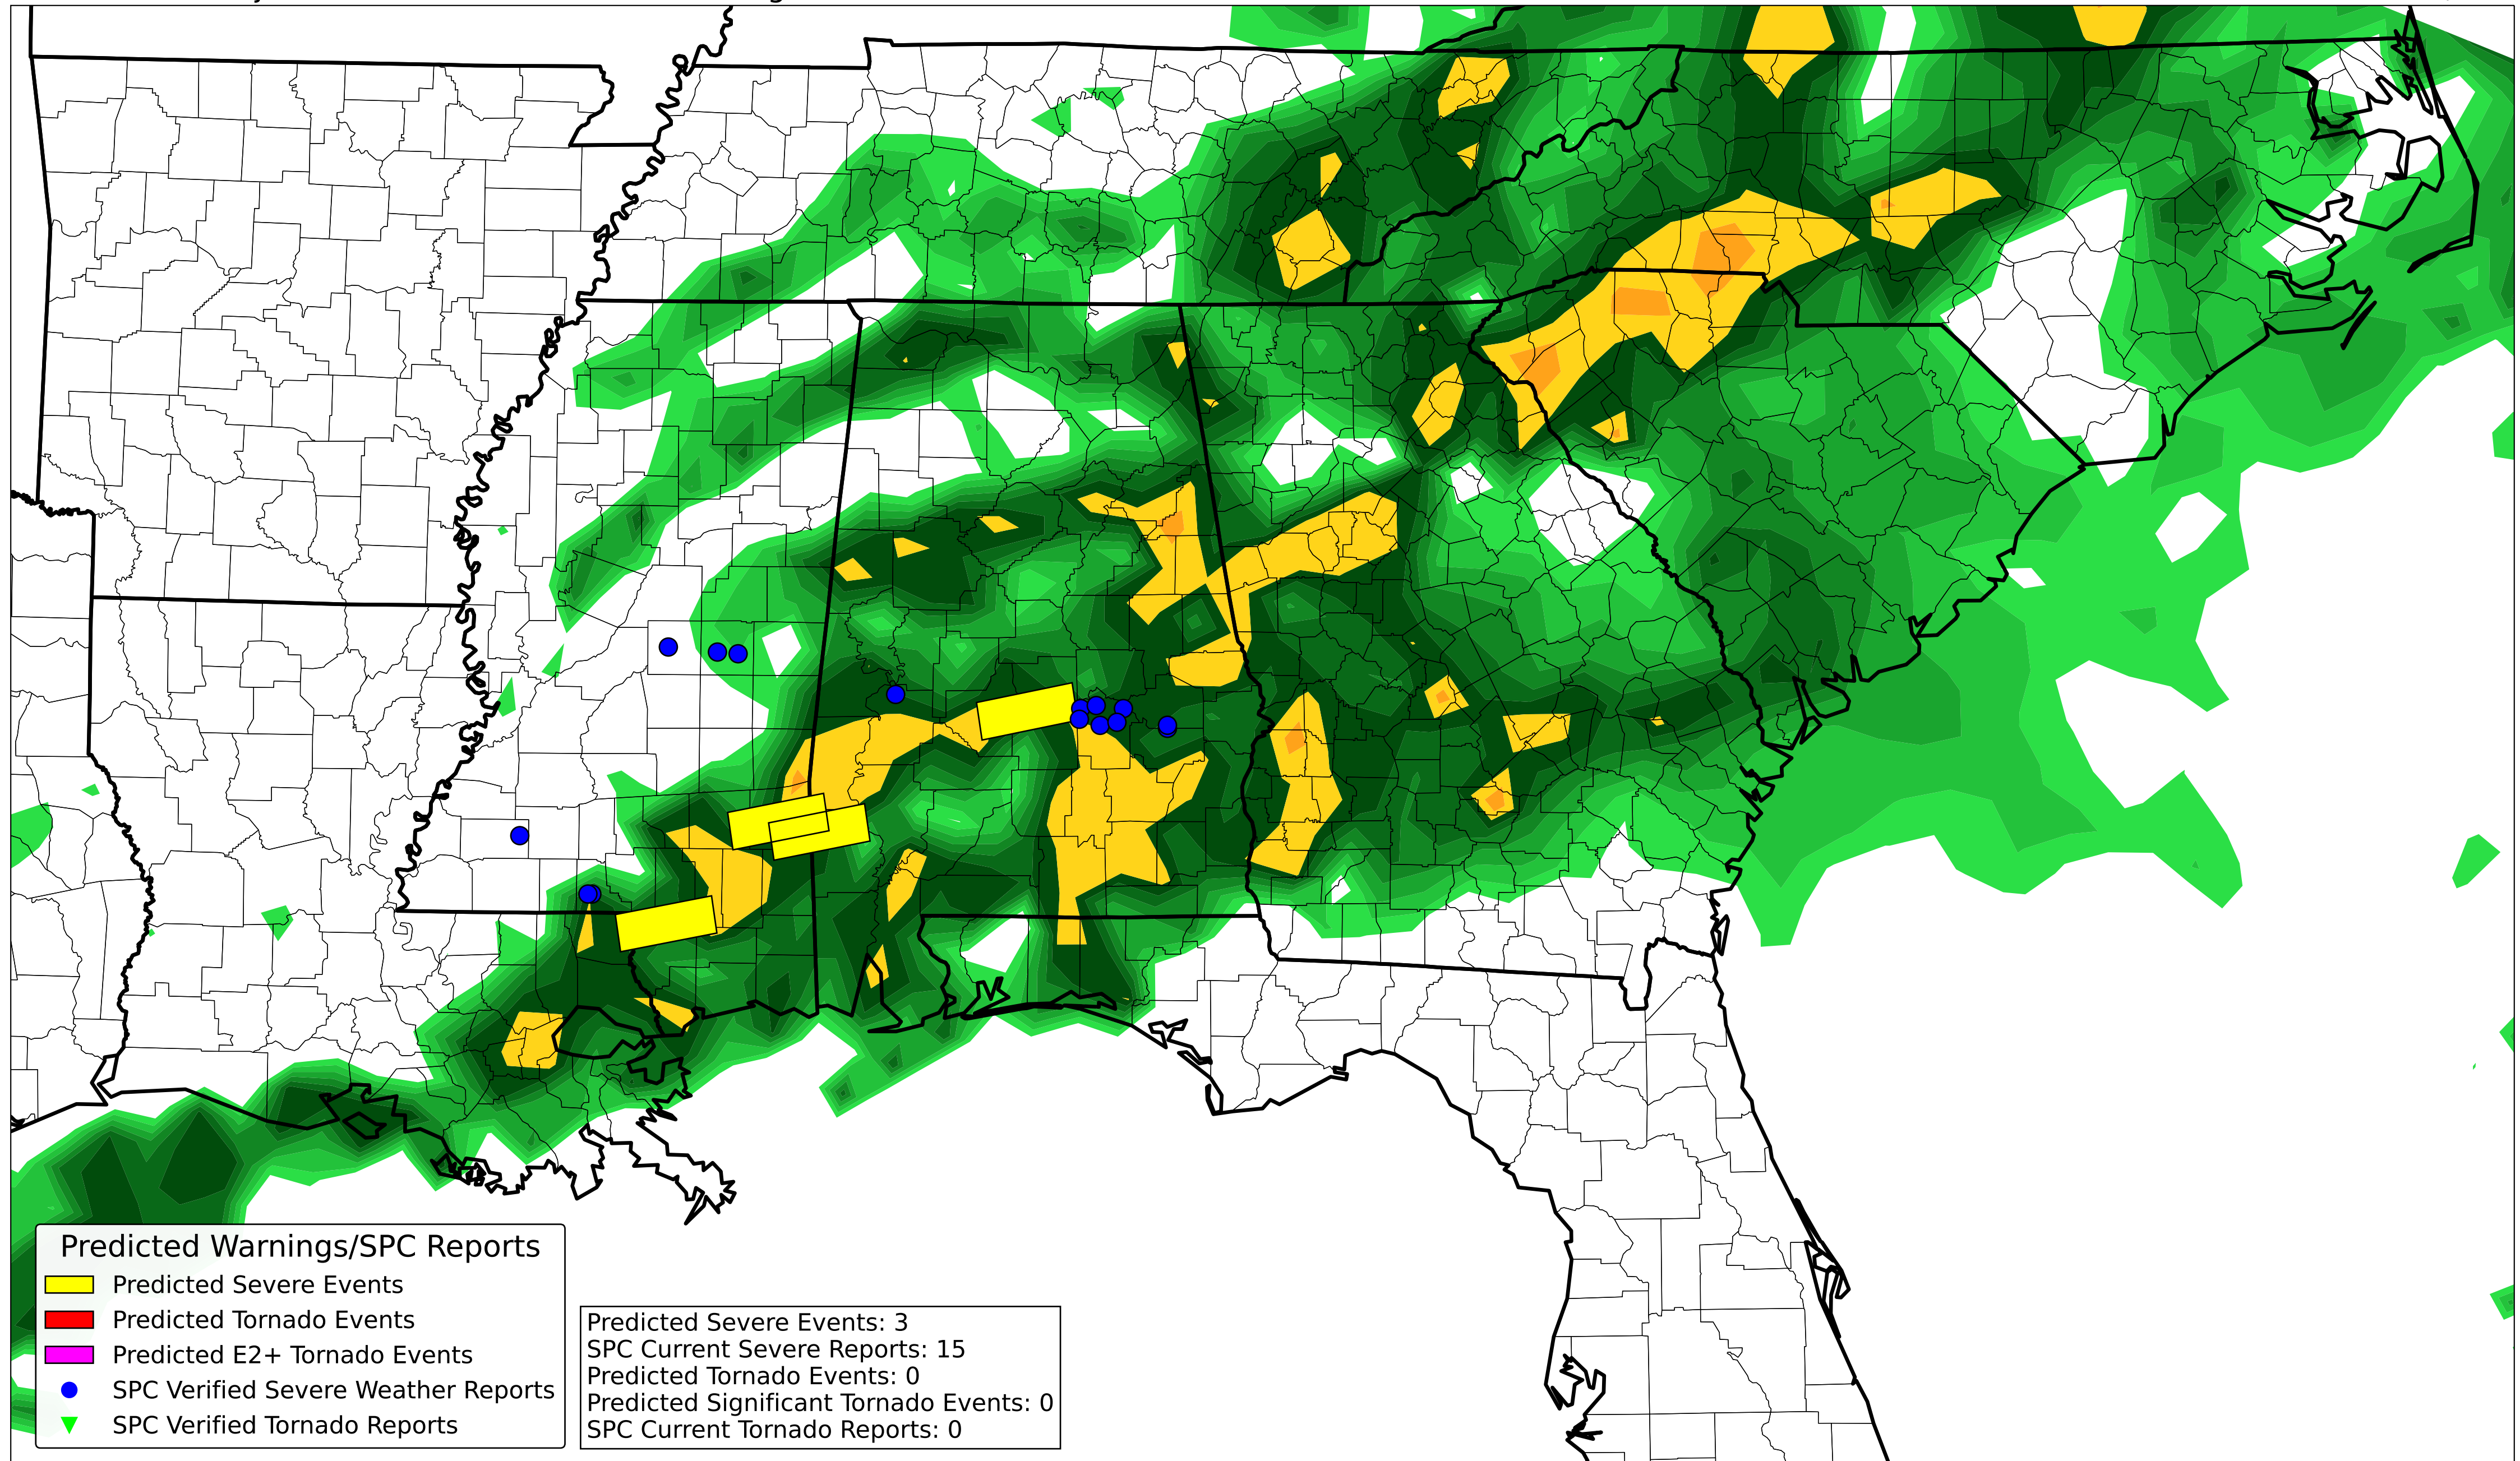 Predicted Warnings/SPC Reports
Predicted Severe Events
Predicted Tornado Events
Predicted E2+ Tornado Events
SPC Verified Severe Weather Reports
SPC Verified Tornado Reports
Predicted Severe Events: 3
SPC Current Severe Reports: 15
Predicted Tornado Events: 0
Predicted Significant Tornado Events: 0
SPC Current Tornado Reports: 0